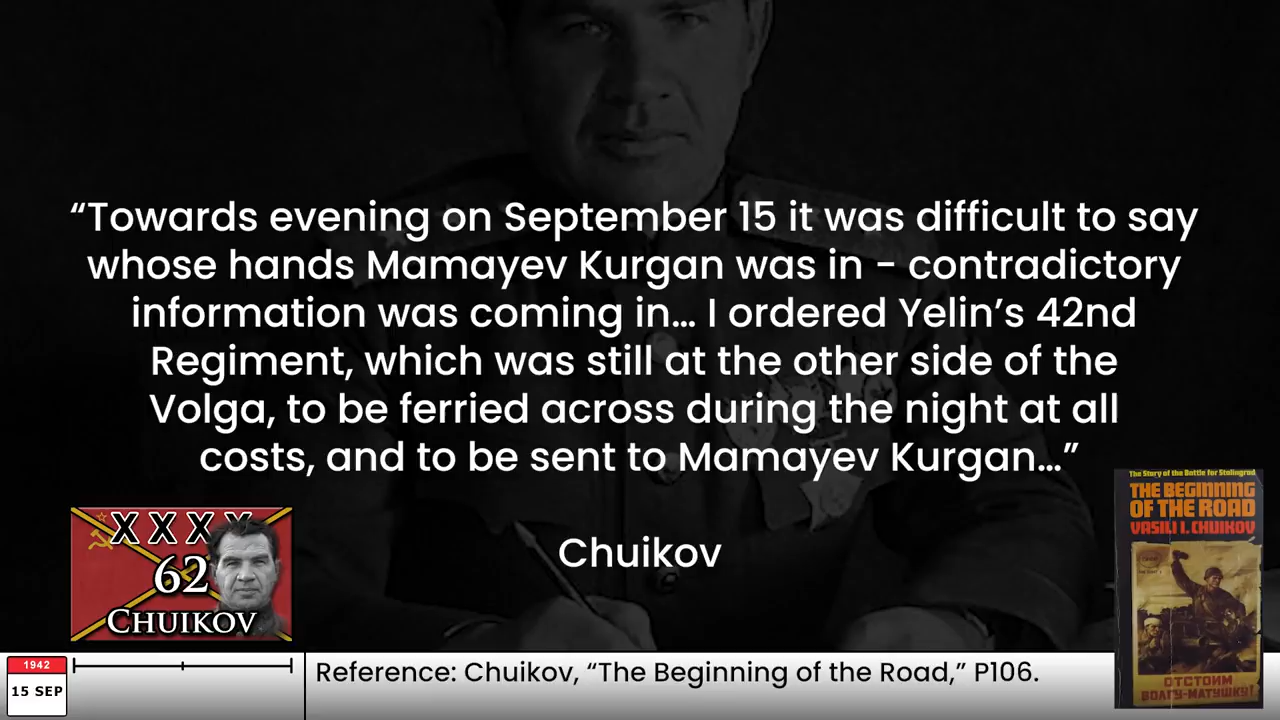 “Towards evening on September 15 it was difficult to say
whose hands Mamayev Kurgan was in - contradictory
information was coming in... I ordered Yelin’s 42nd
Regiment, which was still at the other side of the
Volga, to be ferried across during the night at all
costs, and to be sent to Mamayev Kurgan...”
Chuikov
XXXX
62
CHUIKOV
1942
15 SEP
Reference: Chuikov, “The Beginning of the Road,” P106.
The Story of the Battle for Stalingrad
THE BEGINNING
OF THE ROAD
VASILI I. CHUIKOV
ОТСТОИМ
ВОЛГУ-МАТУШКУ!